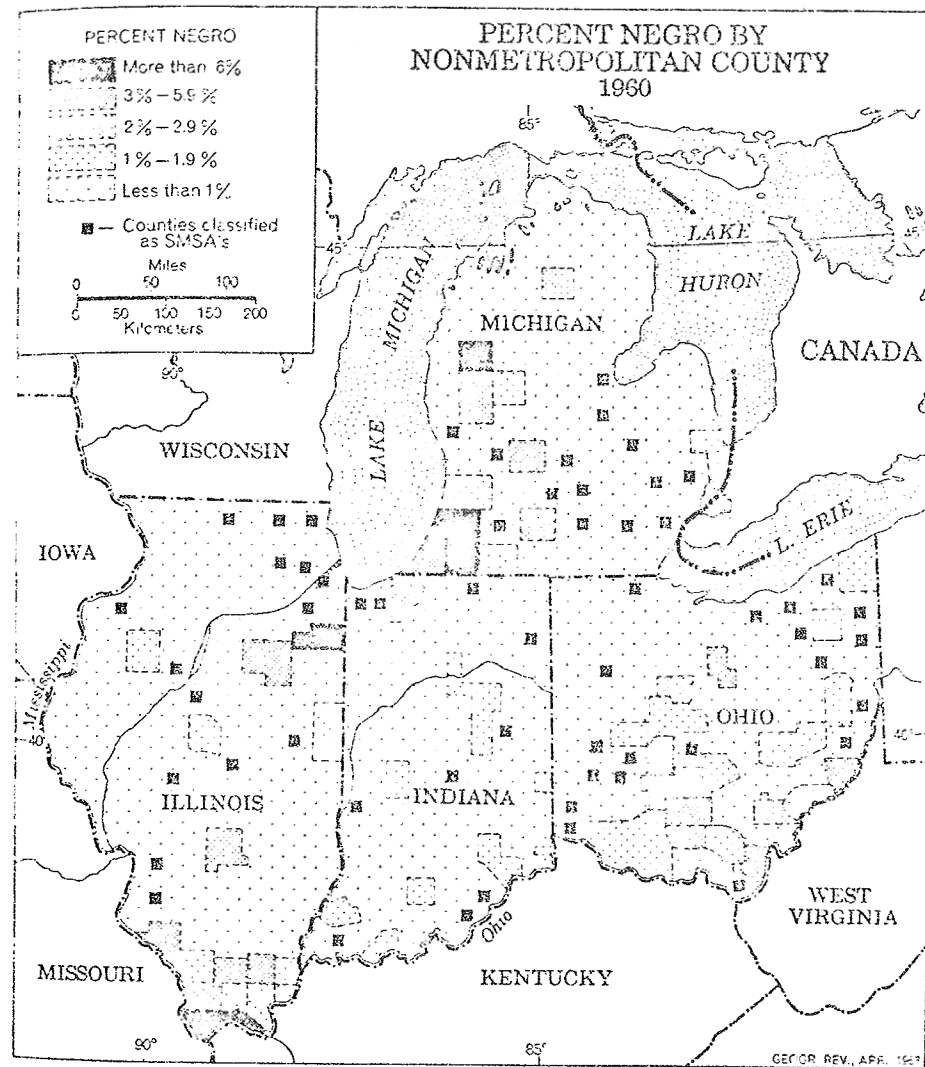 PERCENT NEGRO BY
NONMETROPOLITAN COUNTY
1960
PERCENT NEGRO
More than 6%
3% – 5.9 %
2% – 2.9 %
1% – 1.9 %
Less than 1%
– Counties classified
as SMSA's
Miles
0 50 100
0 50 100 150 200
Kilometers
85°
45°
90°
LAKE
HURON
LAKE MICHIGAN
MICHIGAN
CANADA
WISCONSIN
IOWA
L. ERIE
Mississippi
40°
OHIO
40°
ILLINOIS
INDIANA
Ohio
WEST
VIRGINIA
MISSOURI
KENTUCKY
90°
85°
GEOGR. REV., APR.